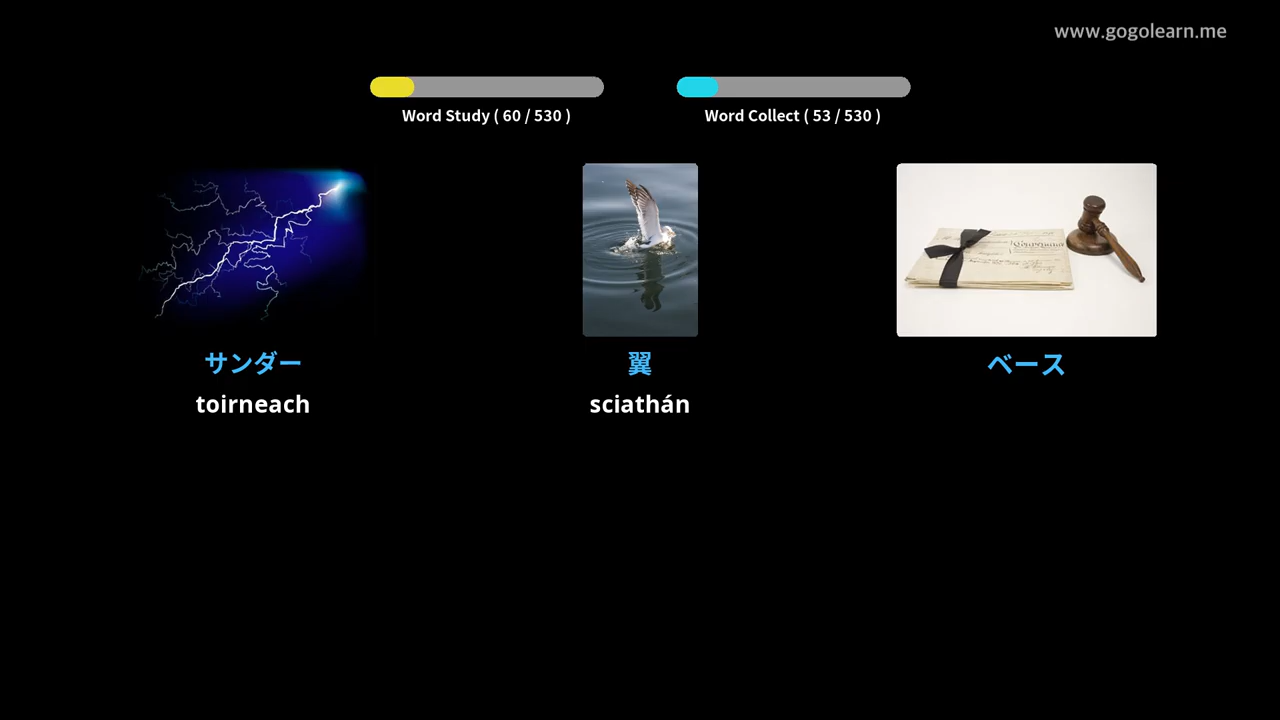 www.gogolearn.me
Word Study ( 60 / 530 )
Word Collect ( 53 / 530 )
サンダー
翼
ベース
toirneach
sciathán